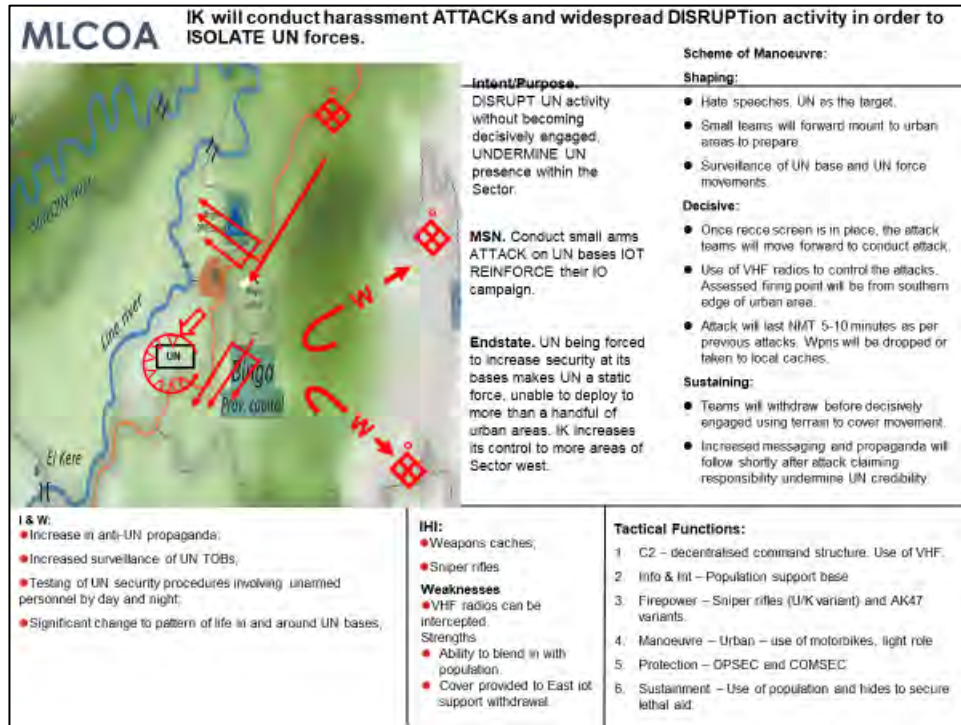 MLCOA
IK will conduct harassment ATTACKs and widespread DISRUPTion activity in order to
ISOLATE UN forces.
Line river
UN
Binga
Prov. capital
El Kere
W
W
Intent/Purpose.
DISRUPT UN activity
without becoming
decisively engaged,
UNDERMINE UN
presence within the
Sector.
MSN. Conduct small arms
ATTACK on UN bases IOT
REINFORCE their IO
campaign.
Endstate. UN being forced
to increase security at its
bases makes UN a static
force, unable to deploy to
more than a handful of
urban areas. IK increases
its control to more areas of
Sector west.
Scheme of Manoeuvre:
Shaping:
● Hate speeches, UN as the target.
● Small teams will forward mount to urban
areas to prepare.
● Surveillance of UN base and UN force
movements.
Decisive:
● Once recce screen is in place, the attack
teams will move forward to conduct attack.
● Use of VHF radios to control the attacks.
Assessed firing point will be from southern
edge of urban area.
● Attack will last NMT 5-10 minutes as per
previous attacks. Wpns will be dropped or
taken to local caches.
Sustaining:
● Teams will withdraw before decisively
engaged using terrain to cover movement.
● Increased messaging and propaganda will
follow shortly after attack claiming
responsibility undermine UN credibility
I & W:
●Increase in anti-UN propaganda;
●Increased surveillance of UN TOBs,
●Testing of UN security procedures involving unarmed
personnel by day and night;
●Significant change to pattern of life in and around UN bases,
IHI:
●Weapons caches,
●Sniper rifles
Weaknesses
●VHF radios can be
intercepted.
Strengths
● Ability to blend in with
population.
● Cover provided to East iot
support withdrawal
Tactical Functions:
1. C2 – decentralised command structure. Use of VHF.
2. Info & Int – Population support base
3. Firepower – Sniper rifles (U/K variant) and AK47
variants.
4. Manoeuvre – Urban – use of motorbikes, light role
5. Protection – OPSEC and COMSEC
6. Sustainment – Use of population and hides to secure
lethal aid.